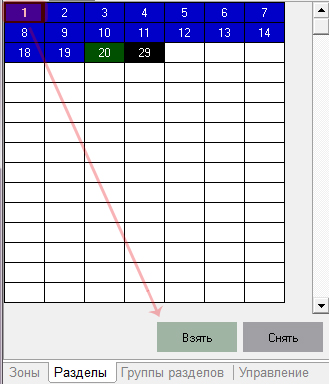 1 2 3 4 5 6 7
8 9 10 11 12 13 14
18 19 20 29
Взять Снять
Зоны Разделы Группы разделов Управление